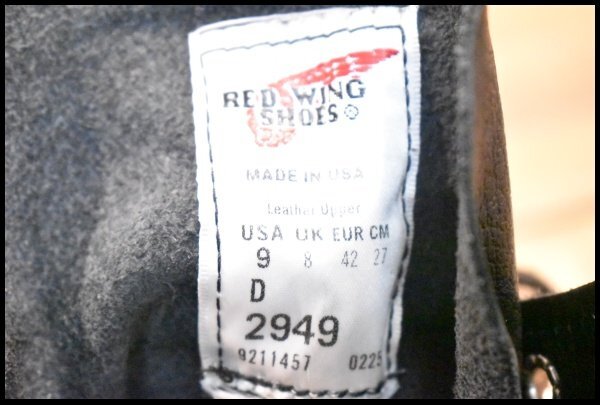 RED WING
SHOES®
MADE IN USA
Leather Upper
USA UK EUR CM
9 8 42 27
D
2949
9211457 0225